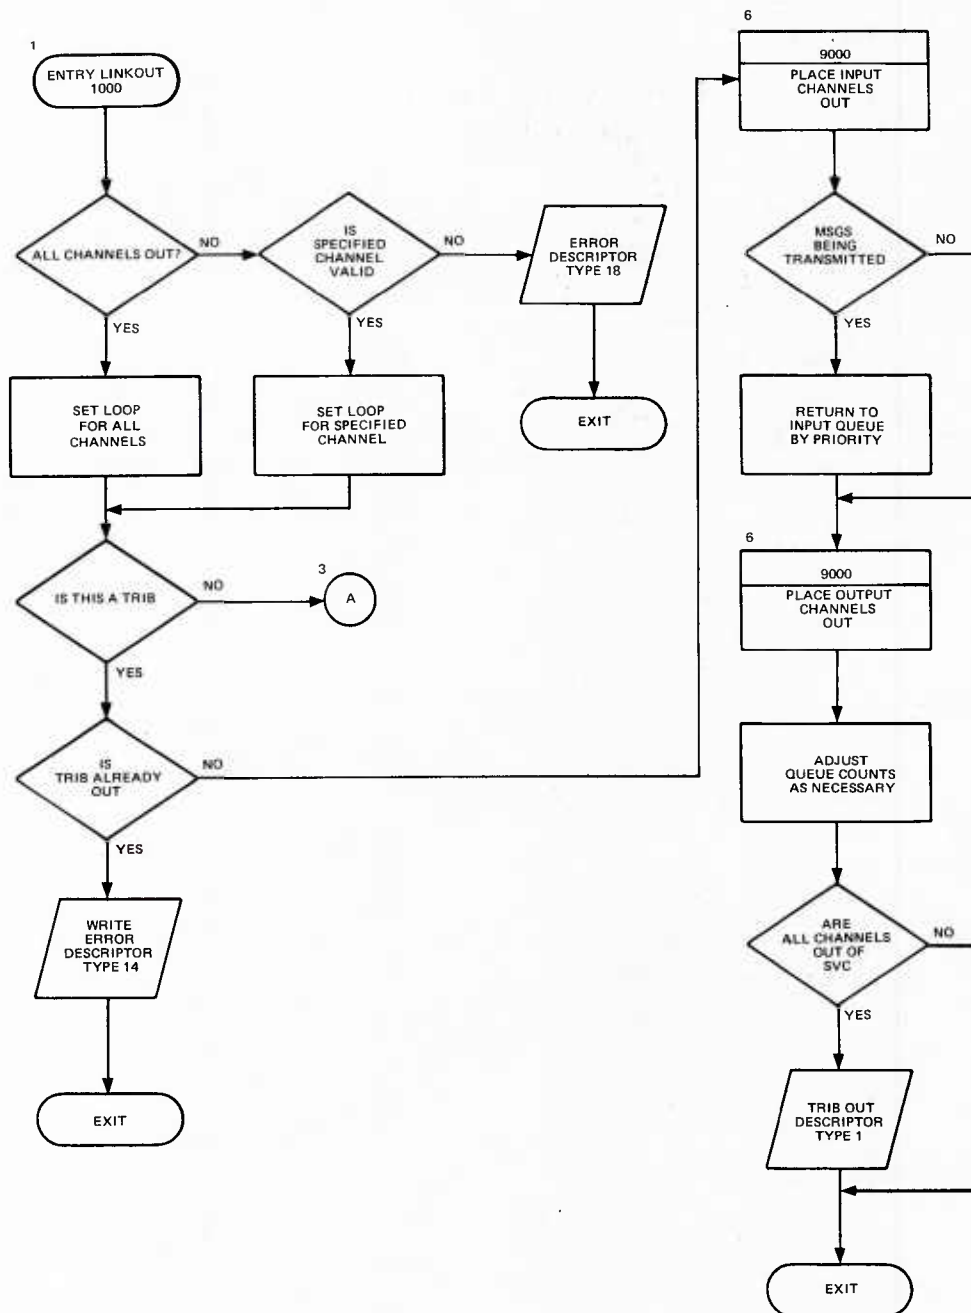 1
ENTRY LINKOUT
1000
ALL CHANNELS OUT?
NO
YES
IS
SPECIFIED
CHANNEL
VALID
NO
YES
ERROR
DESCRIPTOR
TYPE 18
EXIT
SET LOOP
FOR ALL
CHANNELS
SET LOOP
FOR SPECIFIED
CHANNEL
IS THIS A TRIB
NO
3
A
YES
IS
TRIB ALREADY
OUT
NO
YES
WRITE
ERROR
DESCRIPTOR
TYPE 14
EXIT
6
9000
PLACE INPUT
CHANNELS
OUT
MSGS
BEING
TRANSMITTED
NO
YES
RETURN TO
INPUT QUEUE
BY PRIORITY
6
9000
PLACE OUTPUT
CHANNELS
OUT
ADJUST
QUEUE COUNTS
AS NECESSARY
ARE
ALL CHANNELS
OUT OF
SVC
NO
YES
TRIB OUT
DESCRIPTOR
TYPE 1
EXIT